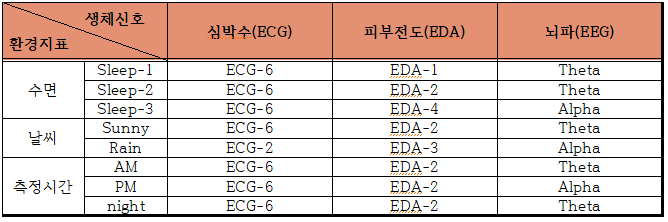 생체신호
환경지표
심박수(ECG) 피부전도(EDA) 뇌파(EEG)
수면
Sleep-1 ECG-6 EDA-1 Theta
Sleep-2 ECG-6 EDA-2 Theta
Sleep-3 ECG-6 EDA-4 Alpha
날씨
Sunny ECG-6 EDA-2 Theta
Rain ECG-2 EDA-3 Alpha
측정시간
AM ECG-6 EDA-2 Theta
PM ECG-6 EDA-2 Alpha
night ECG-6 EDA-2 Theta